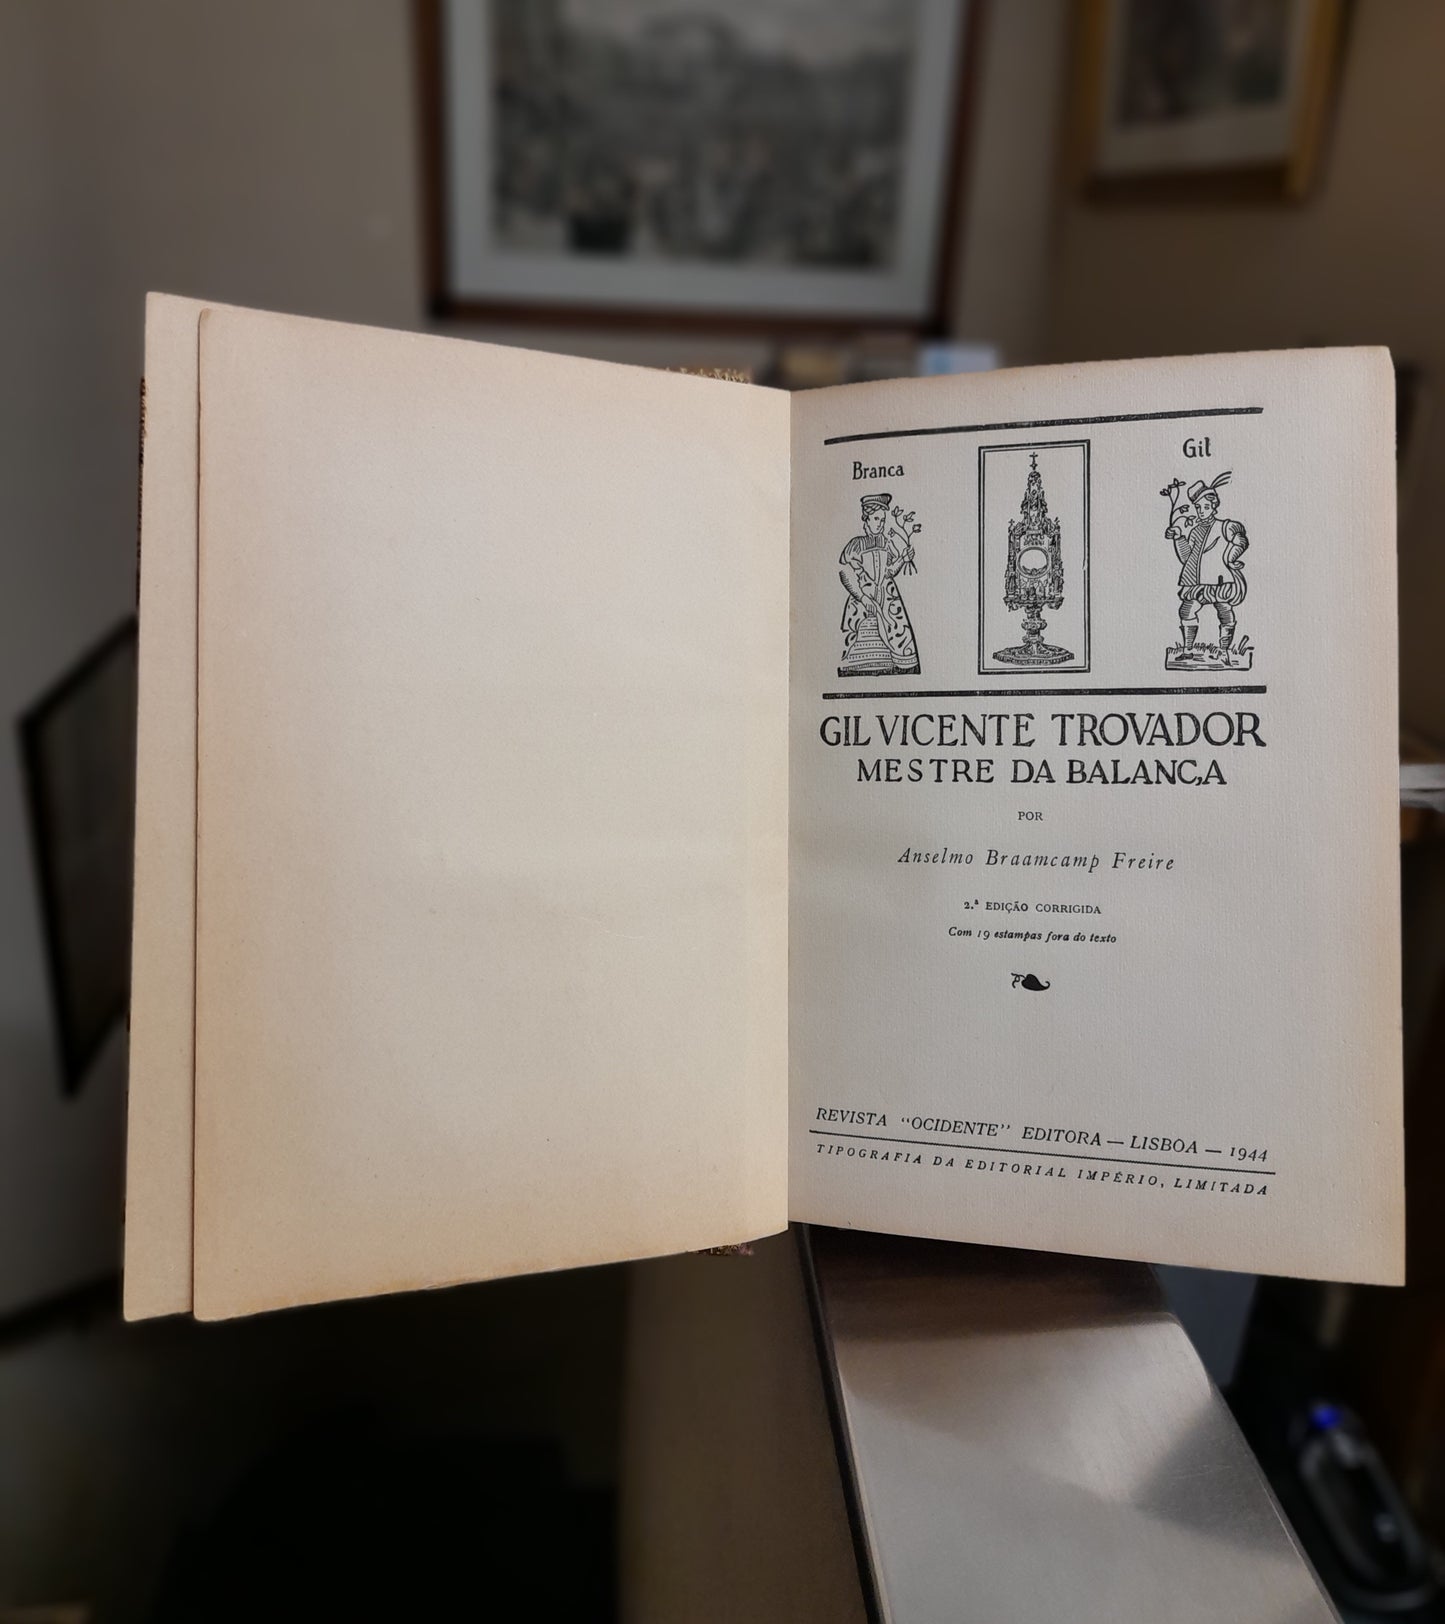 Branca
Gil
GIL VICENTE TROVADOR
MESTRE DA BALANÇA
POR
Anselmo Braamcamp Freire
2.ª EDIÇÃO CORRIGIDA
Com 19 estampas fora do texto
REVISTA "OCIDENTE" EDITORA — LISBOA — 1944
TIPOGRAFIA DA EDITORIAL IMPÉRIO, LIMITADA